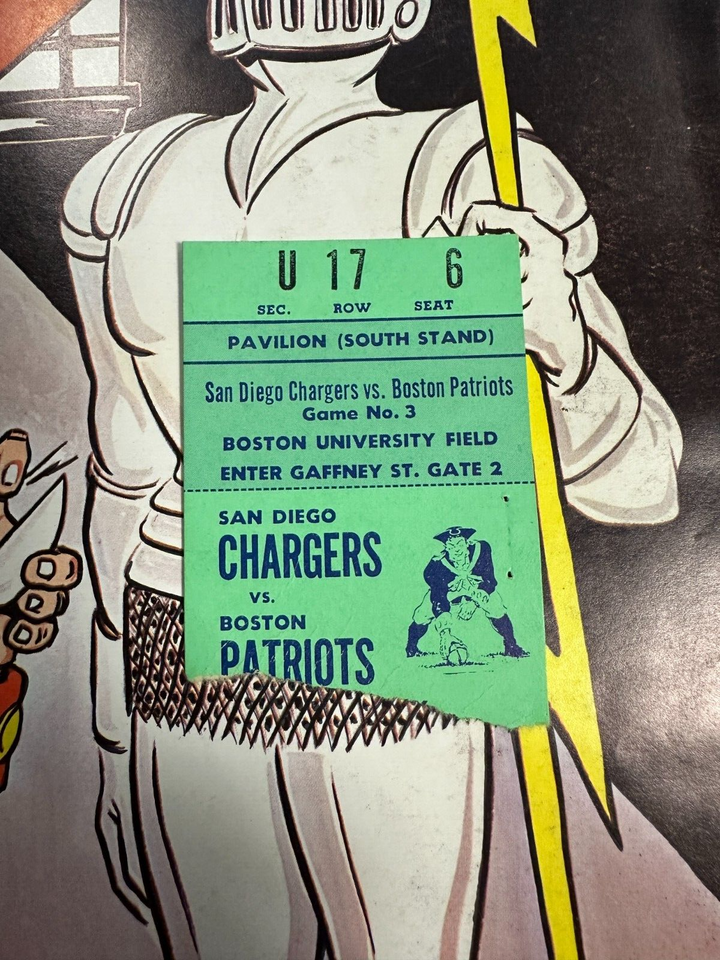 U 17 6
SEC. ROW SEAT
PAVILION (SOUTH STAND)
San Diego Chargers vs. Boston Patriots
Game No. 3
BOSTON UNIVERSITY FIELD
ENTER GAFFNEY ST. GATE 2
SAN DIEGO
CHARGERS
VS.
BOSTON
PATRIOTS